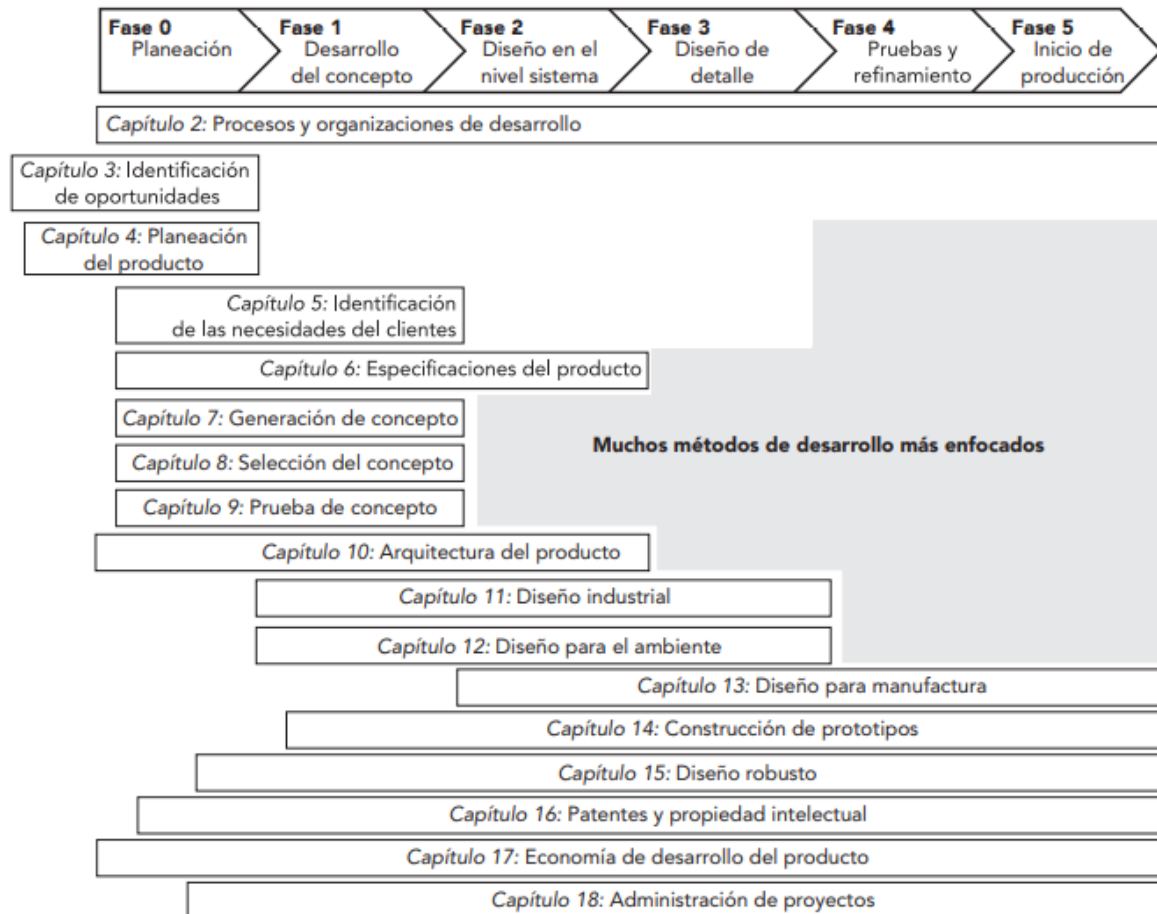 Fase 0
Planeación
Fase 1
Desarrollo
del concepto
Fase 2
Diseño en el
nivel sistema
Fase 3
Diseño de
detalle
Fase 4
Pruebas y
refinamiento
Fase 5
Inicio de
producción
Capítulo 2: Procesos y organizaciones de desarrollo
Capítulo 3: Identificación
de oportunidades
Capítulo 4: Planeación
del producto
Capítulo 5: Identificación
de las necesidades del clientes
Capítulo 6: Especificaciones del producto
Capítulo 7: Generación de concepto
Capítulo 8: Selección del concepto
Capítulo 9: Prueba de concepto
Muchos métodos de desarrollo más enfocados
Capítulo 10: Arquitectura del producto
Capítulo 11: Diseño industrial
Capítulo 12: Diseño para el ambiente
Capítulo 13: Diseño para manufactura
Capítulo 14: Construcción de prototipos
Capítulo 15: Diseño robusto
Capítulo 16: Patentes y propiedad intelectual
Capítulo 17: Economía de desarrollo del producto
Capítulo 18: Administración de proyectos